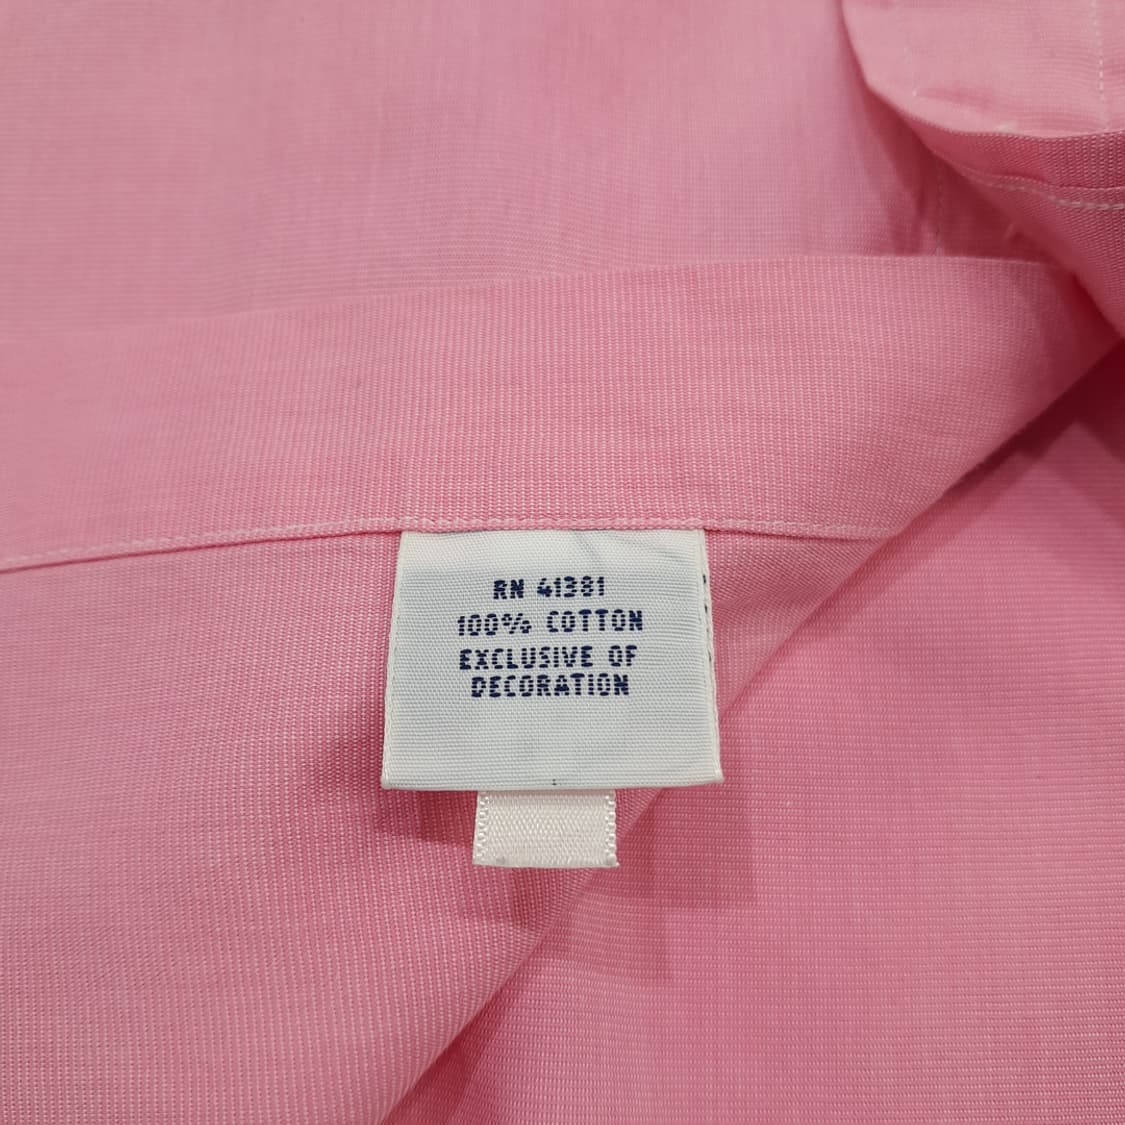 RN 41381
100% COTTON
EXCLUSIVE OF
DECORATION